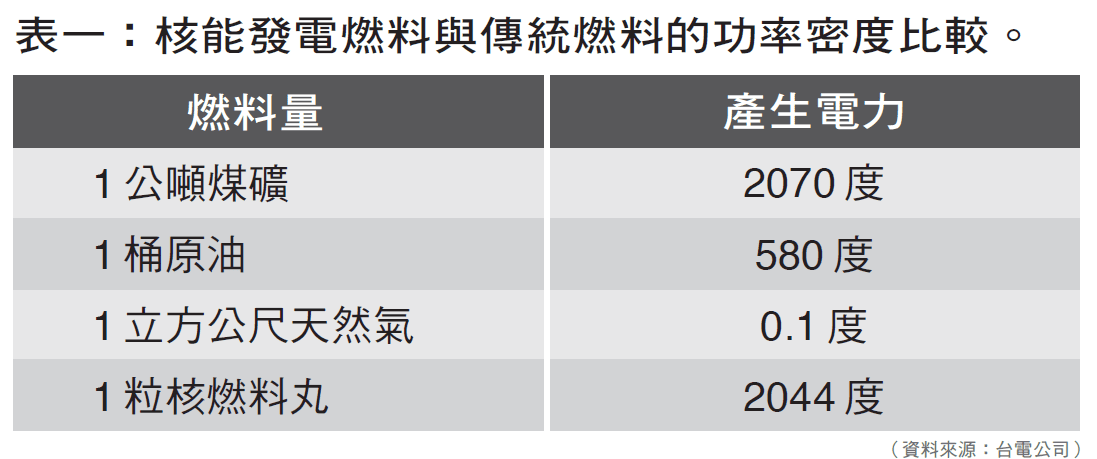 表一：核能發電燃料與傳統燃料的功率密度比較。
燃料量 產生電力
1 公噸煤礦 2070 度
1 桶原油 580 度
1 立方公尺天然氣 0.1 度
1 粒核燃料丸 2044 度
（資料來源：台電公司）